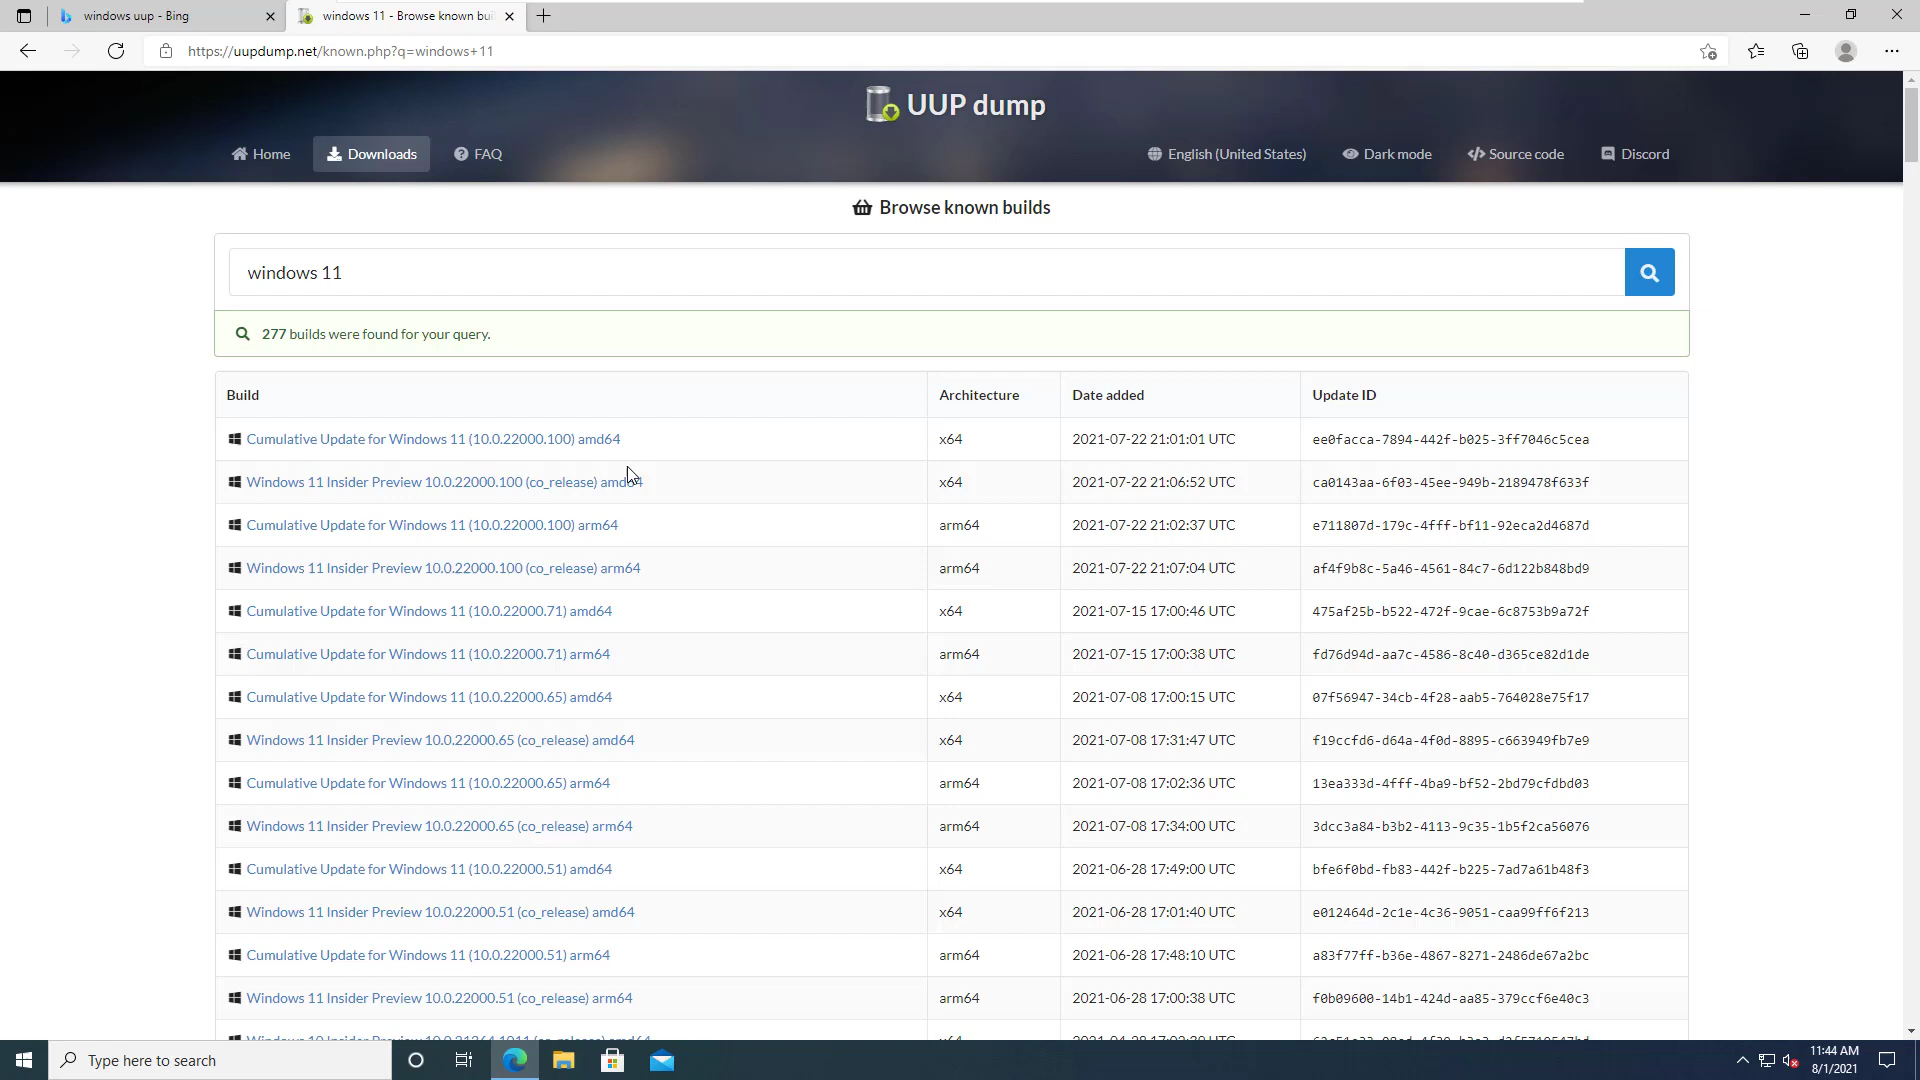 windows uup - Bing
windows 11 - Browse known bui
https://uupdump.net/known.php?q=windows+11
UUP dump
Home
Downloads
FAQ
English (United States)
Dark mode
Source code
Discord
Browse known builds
windows 11
277 builds were found for your query.
Build Architecture Date added Update ID
Cumulative Update for Windows 11 (10.0.22000.100) amd64 x64 2021-07-22 21:01:01 UTC ee0facca-7894-442f-b025-3ff7046c5cea
Windows 11 Insider Preview 10.0.22000.100 (co_release) amd64 x64 2021-07-22 21:06:52 UTC ca0143aa-6f03-45ee-949b-2189478f633f
Cumulative Update for Windows 11 (10.0.22000.100) arm64 arm64 2021-07-22 21:02:37 UTC e711807d-179c-4fff-bf11-92eca2d4687d
Windows 11 Insider Preview 10.0.22000.100 (co_release) arm64 arm64 2021-07-22 21:07:04 UTC af4f9b8c-5a46-4561-84c7-6d122b848bd9
Cumulative Update for Windows 11 (10.0.22000.71) amd64 x64 2021-07-15 17:00:46 UTC 475af25b-b522-472f-9cae-6c8753b9a72f
Cumulative Update for Windows 11 (10.0.22000.71) arm64 arm64 2021-07-15 17:00:38 UTC fd76d94d-aa7c-4586-8c40-d365ce82d1de
Cumulative Update for Windows 11 (10.0.22000.65) amd64 x64 2021-07-08 17:00:15 UTC 07f56947-34cb-4f28-aab5-764028e75f17
Windows 11 Insider Preview 10.0.22000.65 (co_release) amd64 x64 2021-07-08 17:31:47 UTC f19ccfd6-d64a-4f0d-8895-c663949fb7e9
Cumulative Update for Windows 11 (10.0.22000.65) arm64 arm64 2021-07-08 17:02:36 UTC 13ea333d-4fff-4ba9-bf52-2bd79cfdbd03
Windows 11 Insider Preview 10.0.22000.65 (co_release) arm64 arm64 2021-07-08 17:34:00 UTC 3dcc3a84-b3b2-4113-9c35-1b5f2ca56076
Cumulative Update for Windows 11 (10.0.22000.51) amd64 x64 2021-06-28 17:49:00 UTC bfe6f0bd-fb83-442f-b225-7ad7a61b48f3
Windows 11 Insider Preview 10.0.22000.51 (co_release) amd64 x64 2021-06-28 17:01:40 UTC e012464d-2c1e-4c36-9051-caa99ff6f213
Cumulative Update for Windows 11 (10.0.22000.51) arm64 arm64 2021-06-28 17:48:10 UTC a83f77ff-b36e-4867-8271-2486de67a2bc
Windows 11 Insider Preview 10.0.22000.51 (co_release) arm64 arm64 2021-06-28 17:00:38 UTC f0b09600-14b1-424d-aa85-379ccf6e40c3
Type here to search
11:44 AM
8/1/2021